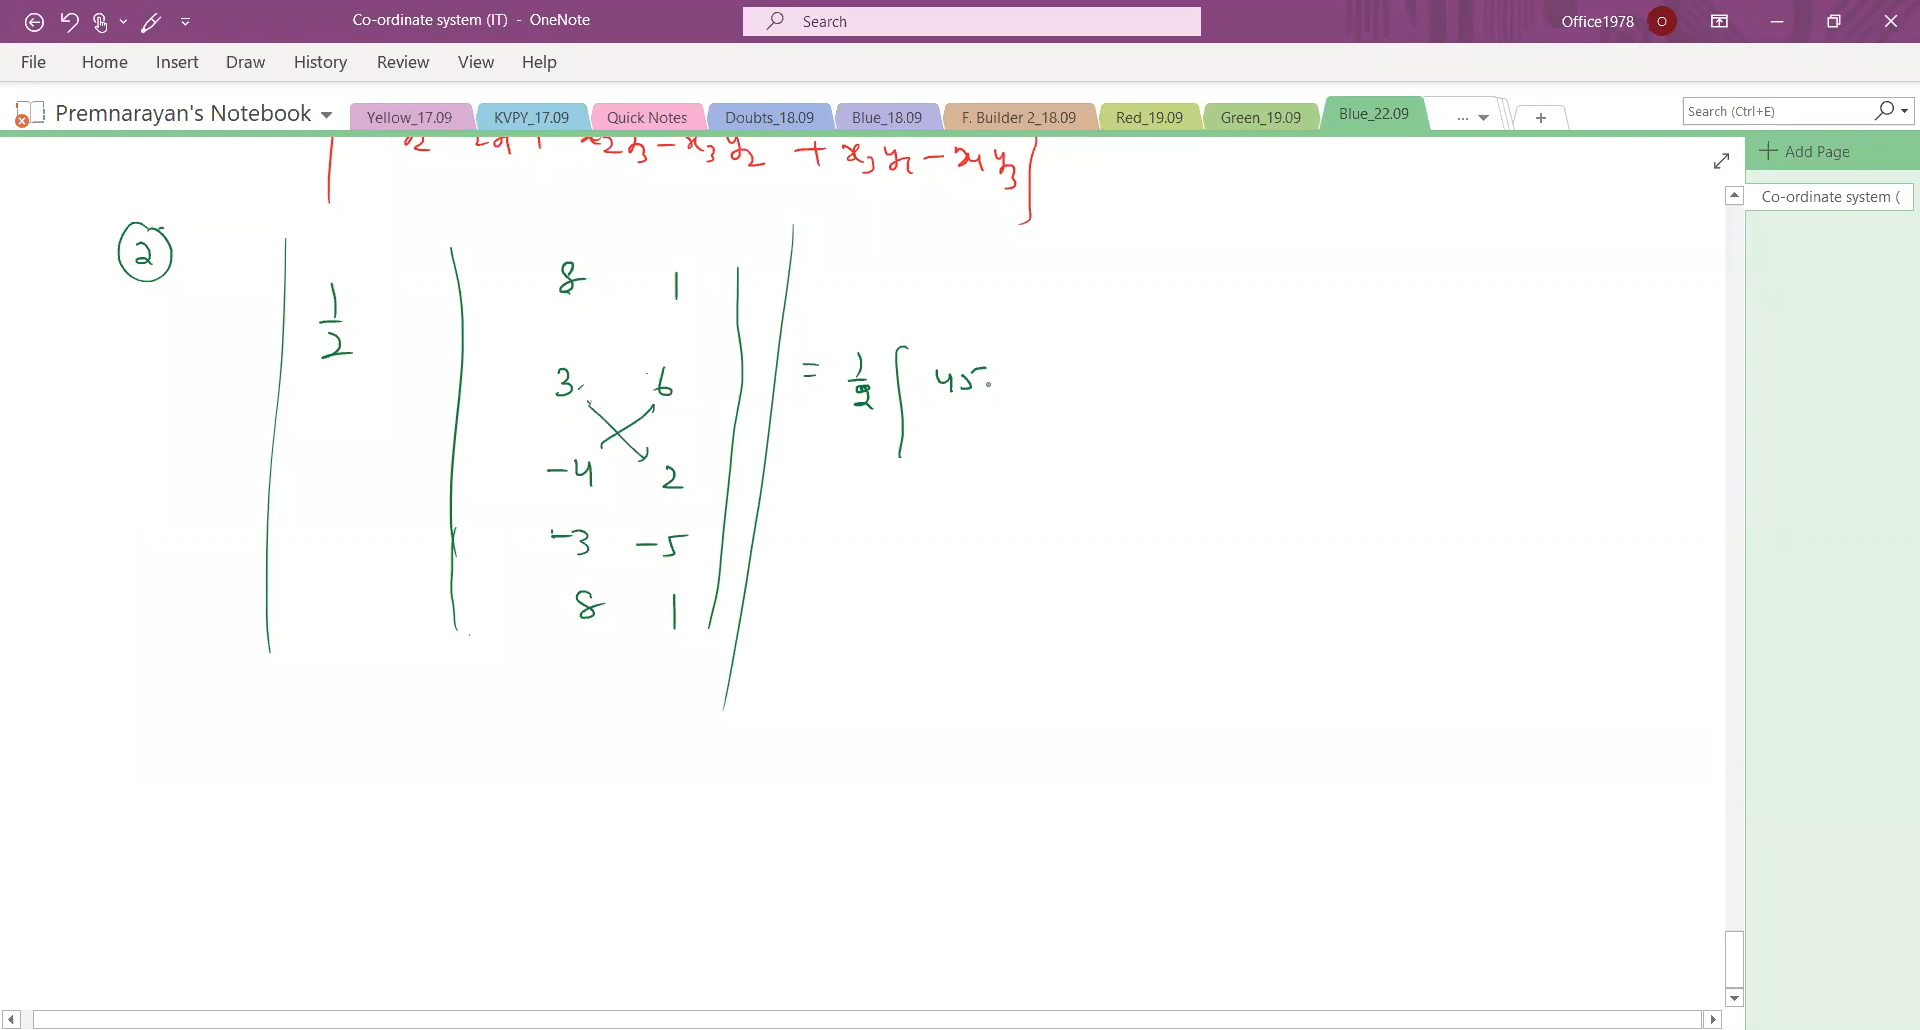 Co-ordinate system (IT) - OneNote
Search
Office1978
O
File Home Insert Draw History Review View Help
Premnarayan's Notebook
Yellow_17.09 KVPY_17.09 Quick Notes Doubts_18.09 Blue_18.09 F. Builder 2_18.09 Red_19.09 Green_19.09 Blue_22.09 ...
Search (Ctrl+E)
Add Page
Co-ordinate system (
x2y3 - x3y2 + x3y1 - x1y3
2
1/2
8 1
3 6
-4 2
-3 -5
8 1
= 1/2 [ 45